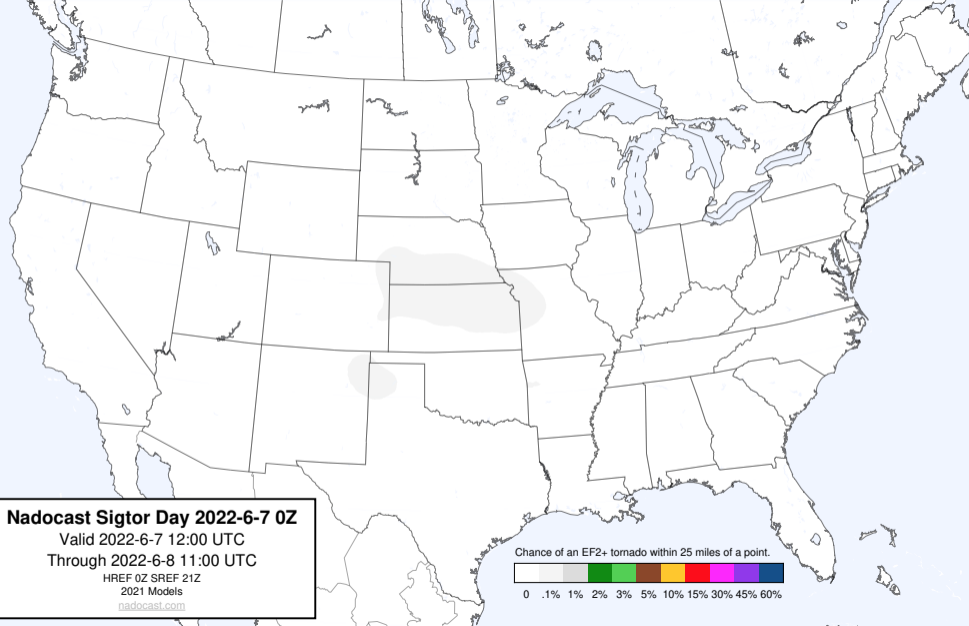 Nadocast Sigtor Day 2022-6-7 0Z
Valid 2022-6-7 12:00 UTC
Through 2022-6-8 11:00 UTC
HREF 0Z SREF 21Z
2021 Models
nadocast.com
Chance of an EF2+ tornado within 25 miles of a point.
0 .1% 1% 2% 3% 5% 10% 15% 30% 45% 60%